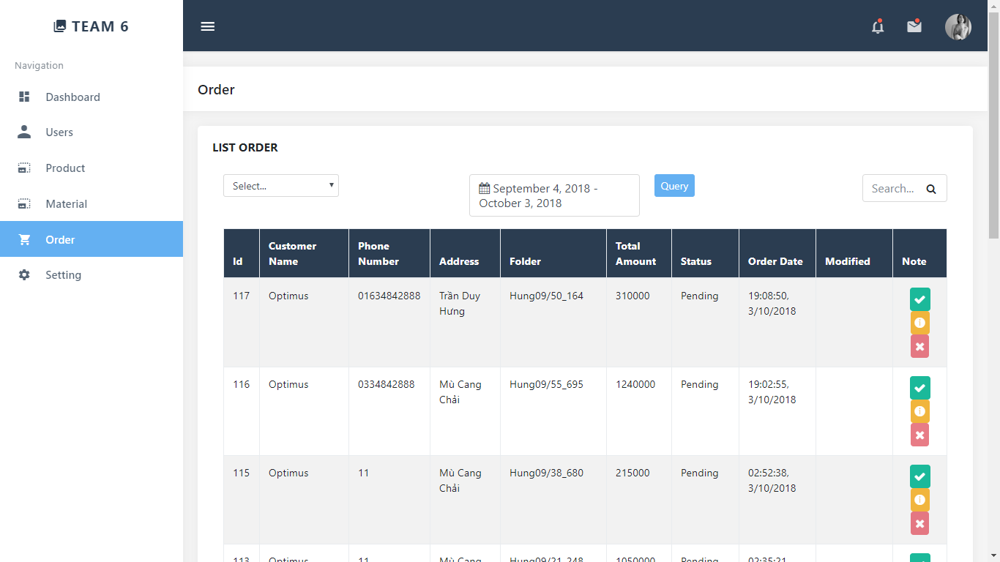 TEAM 6
Navigation
Dashboard
Users
Product
Material
Order
Setting
Order
LIST ORDER
Select...
September 4, 2018 -
October 3, 2018
Query
Search...
Id Customer Name Phone Number Address Folder Total Amount Status Order Date Modified Note
117 Optimus 01634842888 Trần Duy Hưng Hung09/50_164 310000 Pending 19:08:50, 3/10/2018
116 Optimus 0334842888 Mù Cang Chải Hung09/55_695 1240000 Pending 19:02:55, 3/10/2018
115 Optimus 11 Mù Cang Chải Hung09/38_680 215000 Pending 02:52:38, 3/10/2018
113 Optimus 11 Mù Cang Hung09/21_248 1050000 Pending 02:35:21,